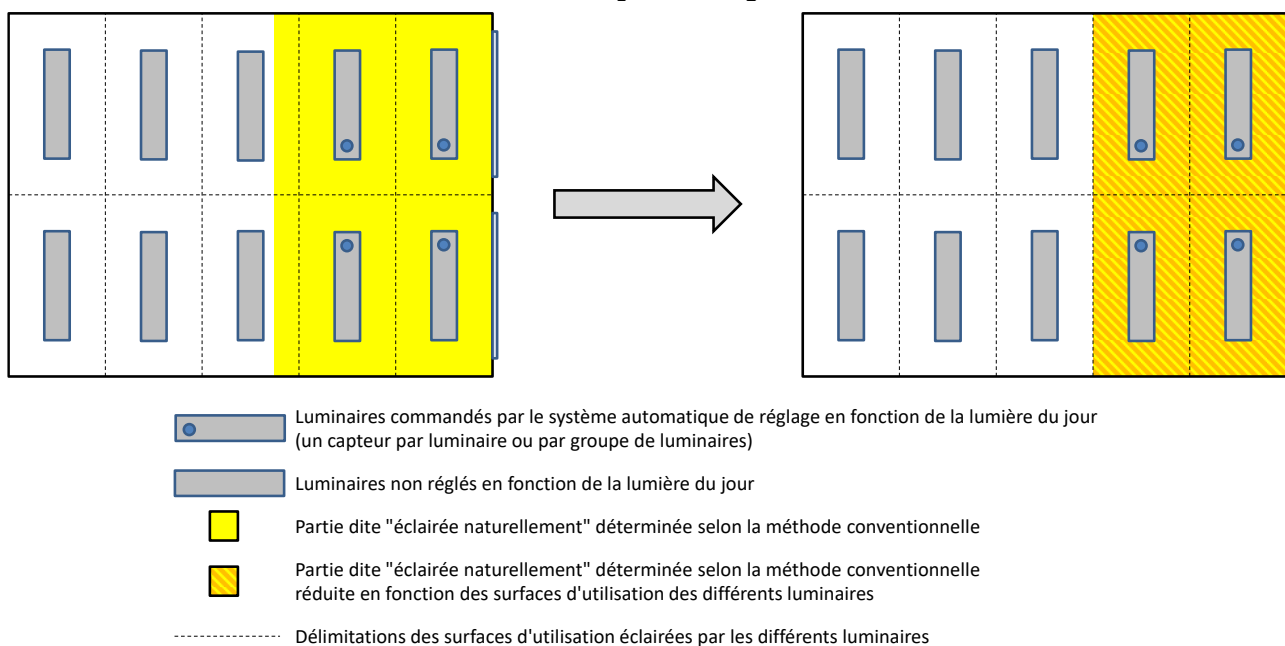 Luminaires commandés par le système automatique de réglage en fonction de la lumière du jour
(un capteur par luminaire ou par groupe de luminaires)
Luminaires non réglés en fonction de la lumière du jour
Partie dite "éclairée naturellement" déterminée selon la méthode conventionnelle
Partie dite "éclairée naturellement" déterminée selon la méthode conventionnelle
réduite en fonction des surfaces d'utilisation des différents luminaires
Délimitations des surfaces d'utilisation éclairées par les différents luminaires